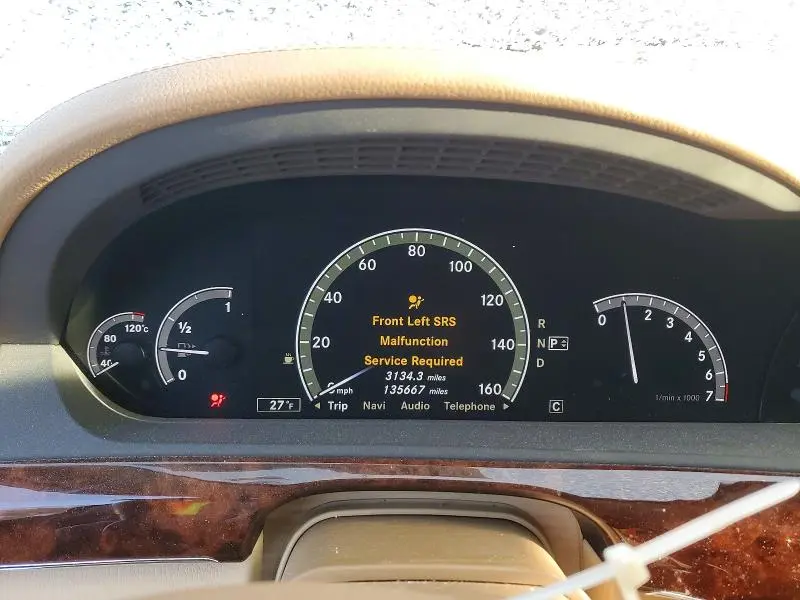 120°C
80
40
1
1/2
0
80
60
100
40
120
20
140
0
mph
160
Front Left SRS
Malfunction
Service Required
3134.3 miles
135667 miles
27°F
Trip Navi Audio Telephone
R
N P
D
C
0
2
3
4
5
6
7
1/min x 1000